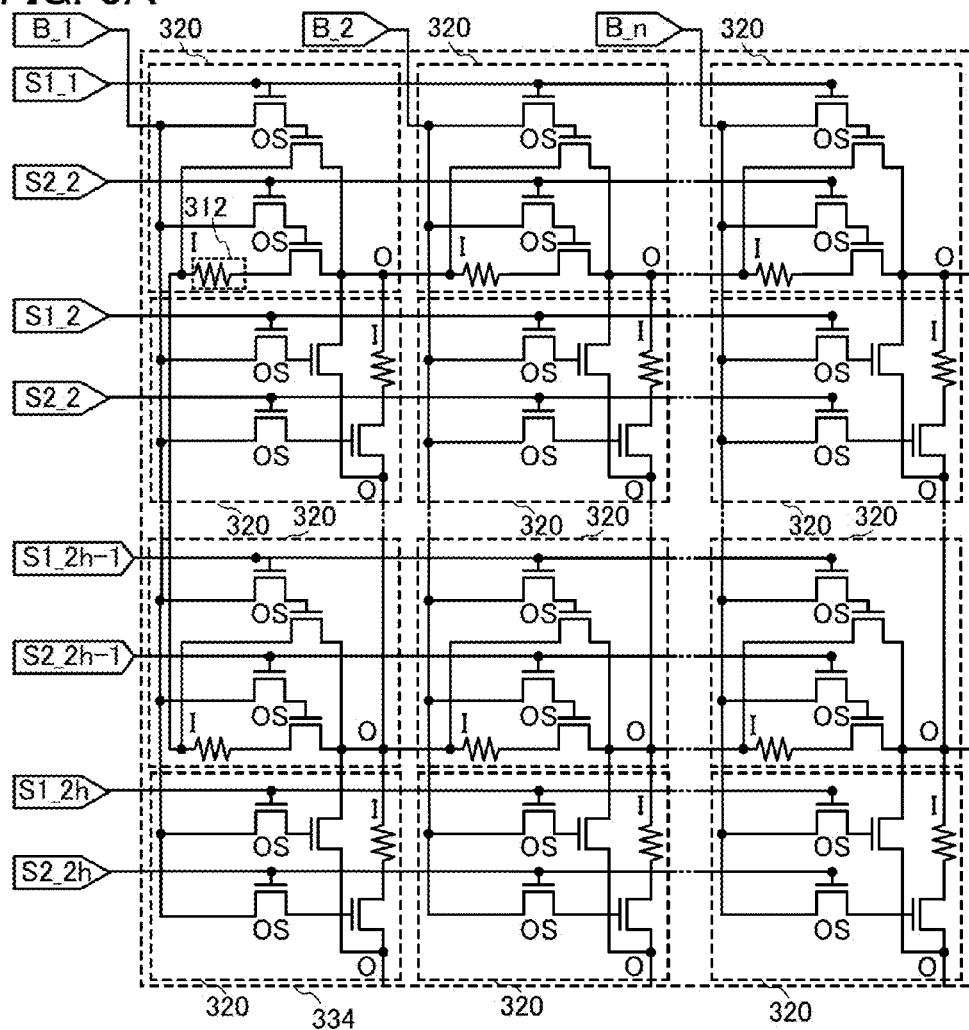 B_1 320 B_2 320 B_n 320
S1_1
OS OS OS
S2_2
312
I OS O I OS O I OS O
S1_2
I I I
OS OS OS
S2_2
OS OS OS
O O O
320 320 320 320 320 320
S1_2h-1
OS OS OS
S2_2h-1
I OS O I OS O I OS O
S1_2h
I I I
OS OS OS
S2_2h
OS OS OS
O O O
320 334 320 320